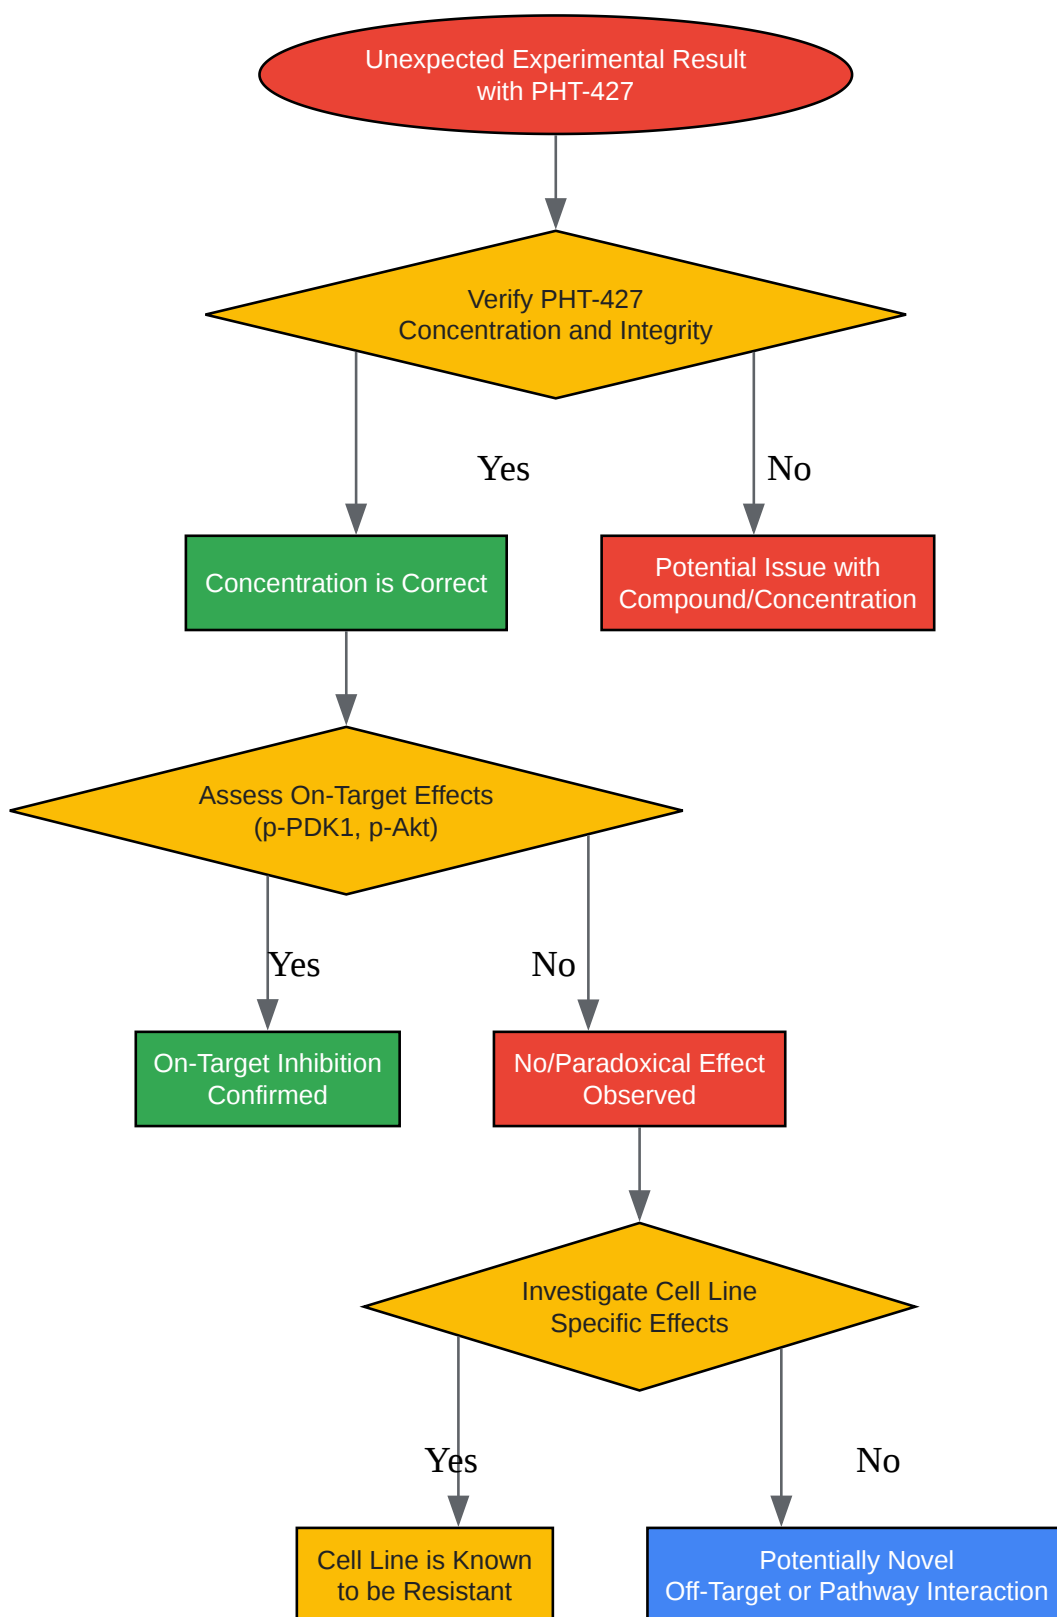 Unexpected Experimental Result
with PHT-427
Verify PHT-427
Concentration and Integrity
Yes
No
Concentration is Correct
Potential Issue with
Compound/Concentration
Assess On-Target Effects
(p-PDK1, p-Akt)
Yes
No
On-Target Inhibition
Confirmed
No/Paradoxical Effect
Observed
Investigate Cell Line
Specific Effects
Yes
No
Cell Line is Known
to be Resistant
Potentially Novel
Off-Target or Pathway Interaction